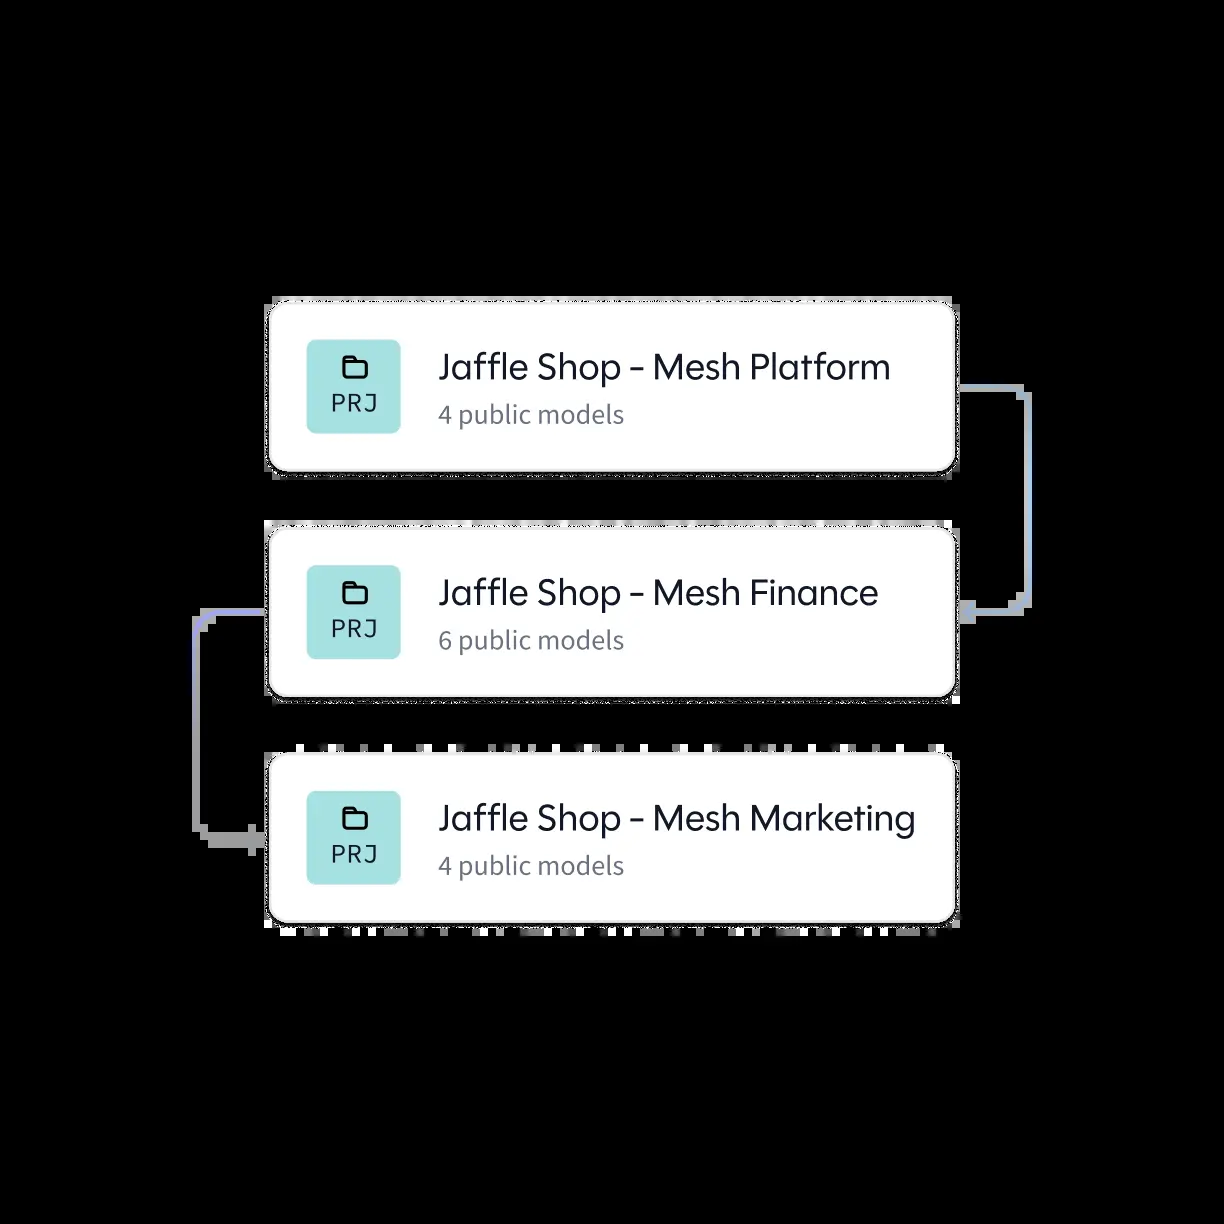 PRJ
Jaffle Shop - Mesh Platform
4 public models
PRJ
Jaffle Shop - Mesh Finance
6 public models
PRJ
Jaffle Shop - Mesh Marketing
4 public models